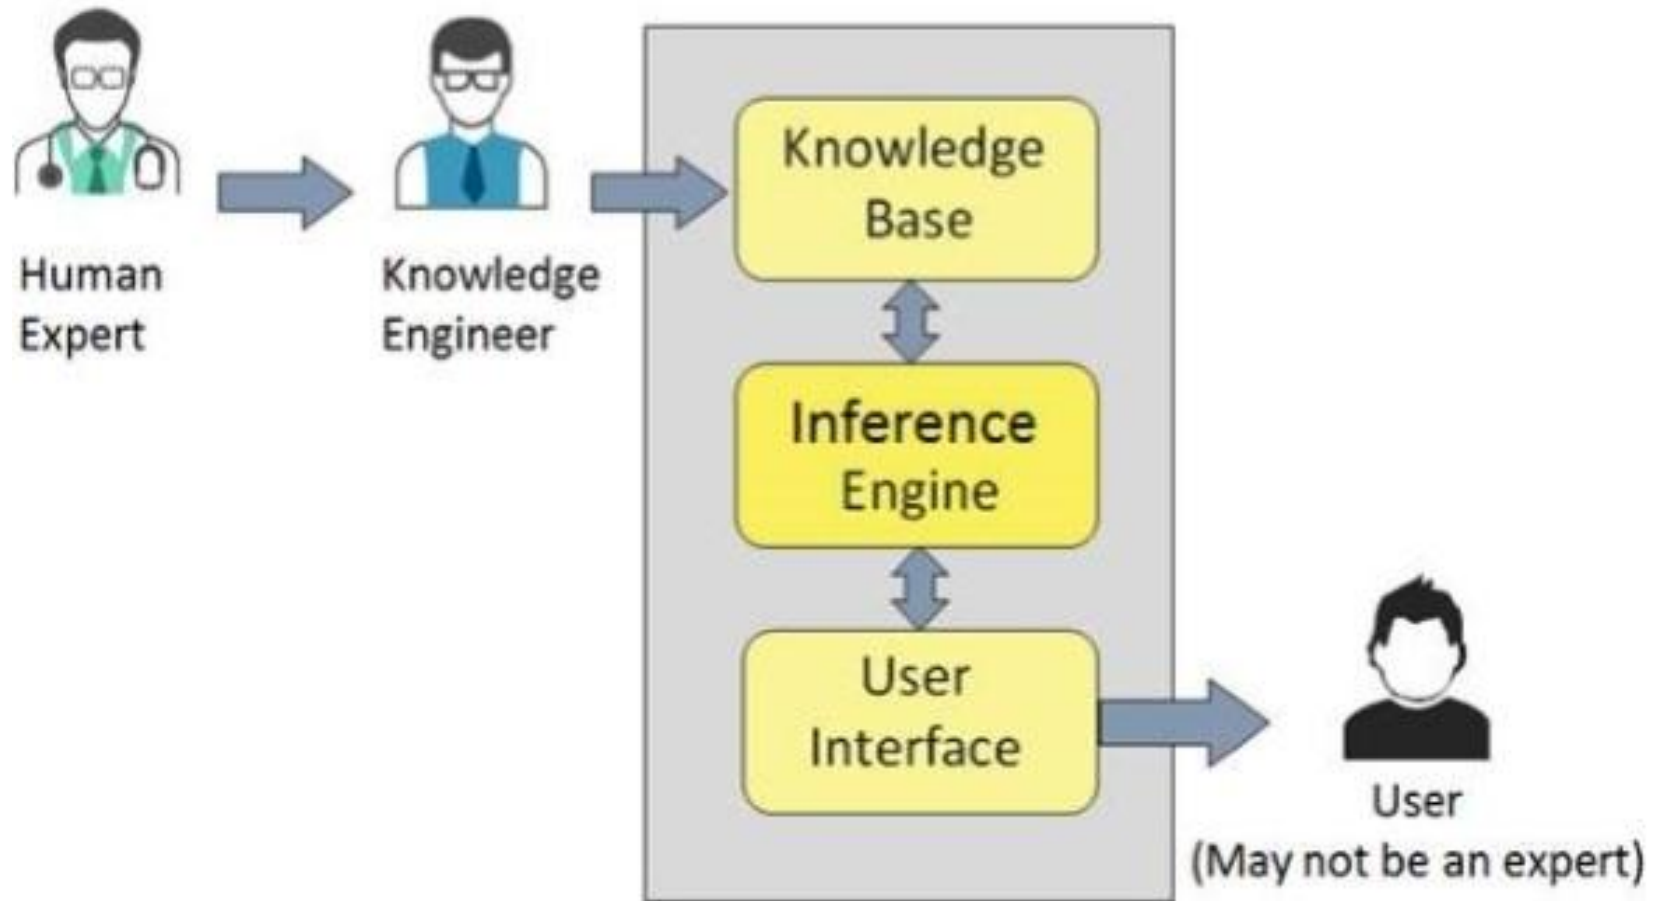 Human
Expert
Knowledge
Engineer
Knowledge
Base
Inference
Engine
User
Interface
User
(May not be an expert)